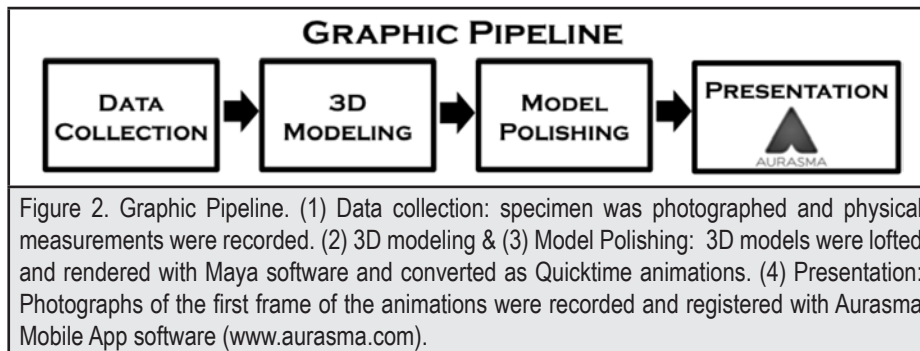 GRAPHIC PIPELINE
DATA
COLLECTION
3D
MODELING
MODEL
POLISHING
PRESENTATION
AURASMA
Figure 2. Graphic Pipeline. (1) Data collection: specimen was photographed and physical
measurements were recorded. (2) 3D modeling & (3) Model Polishing: 3D models were lofted
and rendered with Maya software and converted as Quicktime animations. (4) Presentation:
Photographs of the first frame of the animations were recorded and registered with Aurasma
Mobile App software (www.aurasma.com).